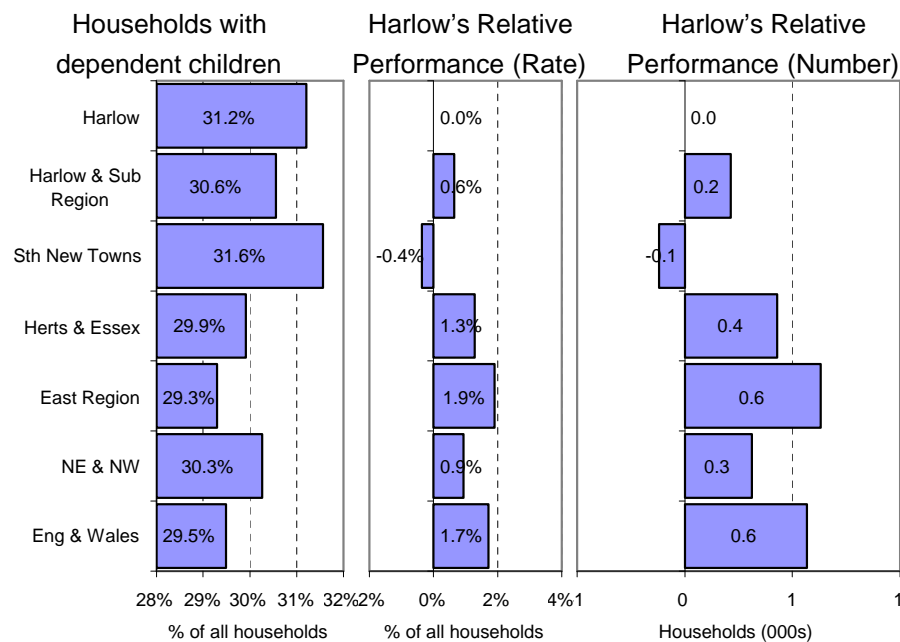 Households with
dependent children
Harlow's Relative
Performance (Rate)
Harlow's Relative
Performance (Number)
Harlow
31.2%
0.0%
0.0
Harlow & Sub
Region
30.6%
0.6%
0.2
Sth New Towns
31.6%
-0.4%
-0.1
Herts & Essex
29.9%
1.3%
0.4
East Region
29.3%
1.9%
0.6
NE & NW
30.3%
0.9%
0.3
Eng & Wales
29.5%
1.7%
0.6
28% 29% 30% 31% 32%
-2% 0% 2% 4%
-1 0 1 1
% of all households
% of all households
Households (000s)